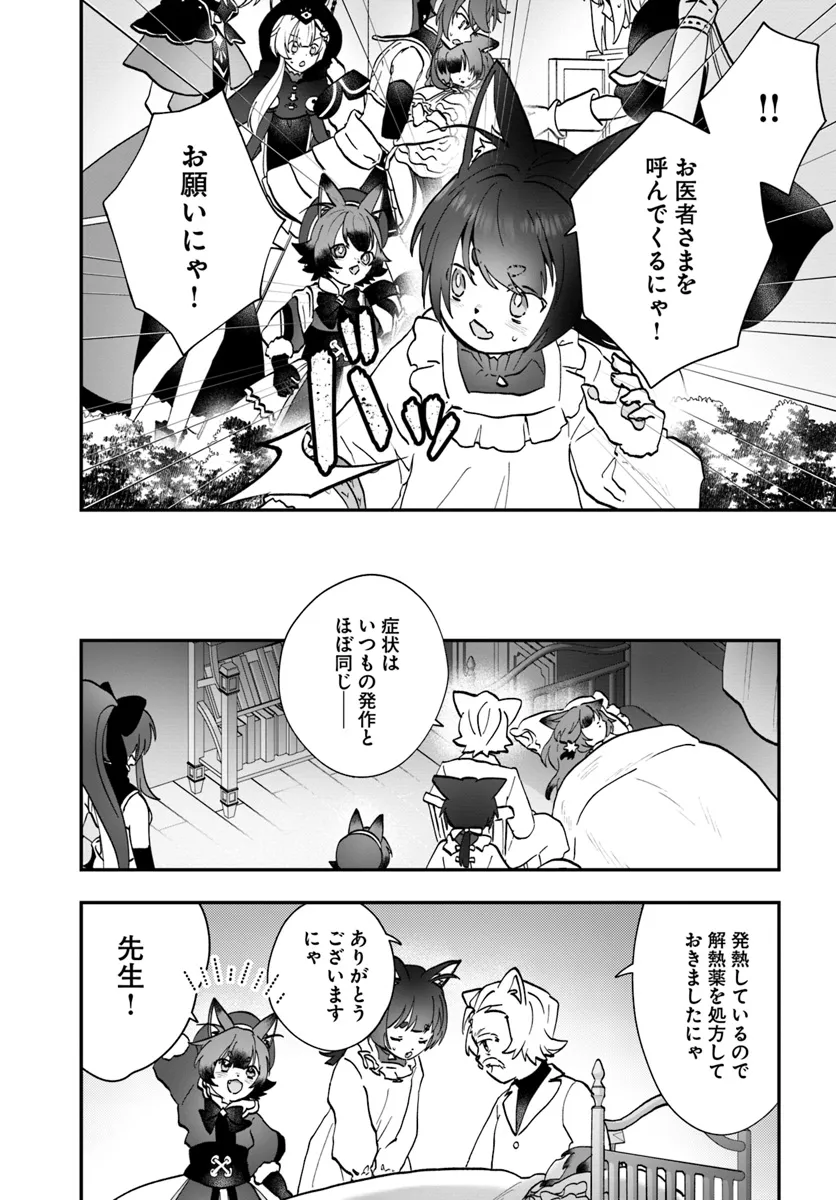 !!
お医者さまを
呼んでくるにゃ!
お願いにゃ!
バッ
症状は
いつもの発作と
ほぼ同じ――
発熱しているので
解熱薬を処方して
おきましたにゃ
ありがとう
ございます
にゃ
先生!